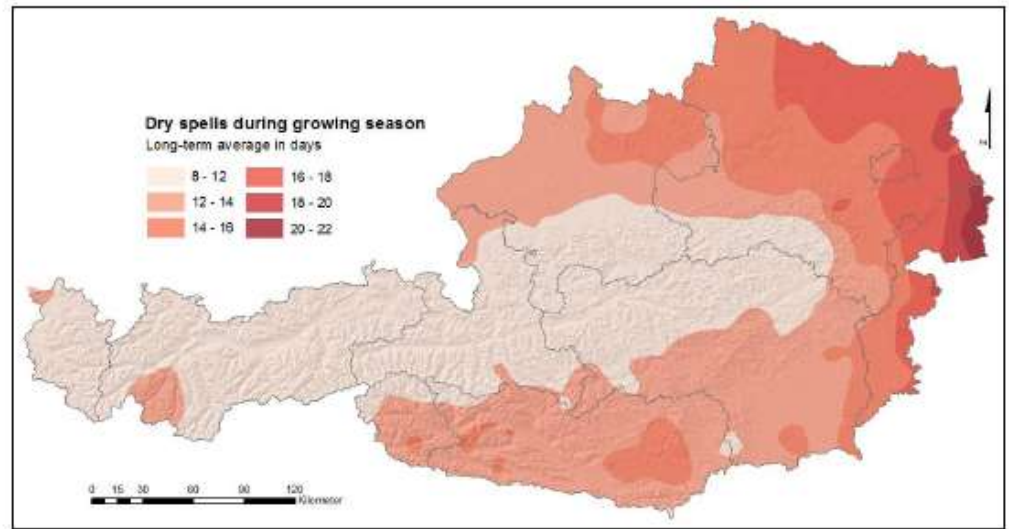 Dry spells during growing season
Long-term average in days
8 - 12
16 - 18
12 - 14
18 - 20
14 - 16
20 - 22
N
0 15 30 60 90 120
Kilometer